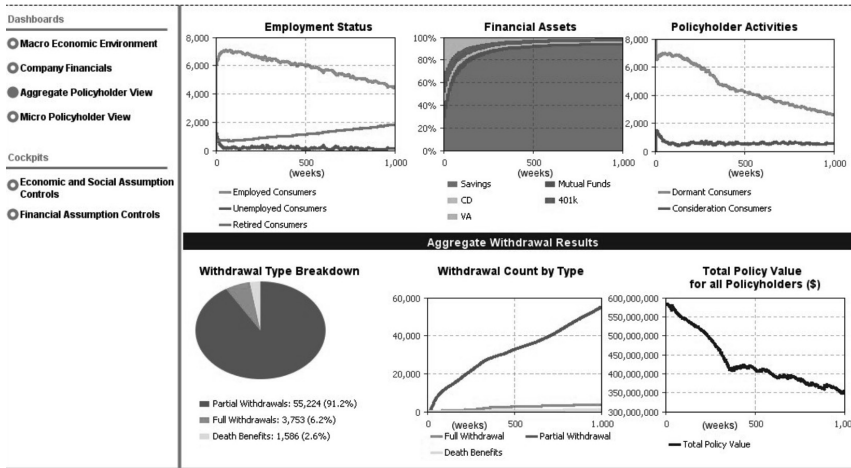 Dashboards
Macro Economic Environment
Company Financials
Aggregate Policyholder View
Micro Policyholder View
Cockpits
Economic and Social Assumption
Controls
Financial Assumption Controls
Employment Status
8,000
6,000
4,000
2,000
0
500
1,000
(weeks)
Employed Consumers
Unemployed Consumers
Retired Consumers
Financial Assets
100%
80%
60%
40%
20%
0%
0
500
1,000
(weeks)
Savings
Mutual Funds
CD
401k
VA
Policyholder Activities
8,000
6,000
4,000
2,000
0
0
500
1,000
(weeks)
Dormant Consumers
Consideration Consumers
Aggregate Withdrawal Results
Withdrawal Type Breakdown
Partial Withdrawals: 55,224 (91.2%)
Full Withdrawals: 3,753 (6.2%)
Death Benefits: 1,586 (2.6%)
Withdrawal Count by Type
60,000
40,000
20,000
0
500
1,000
(weeks)
Full Withdrawal
Partial Withdrawal
Death Benefits
Total Policy Value
for all Policyholders ($)
600,000,000
550,000,000
500,000,000
450,000,000
400,000,000
350,000,000
300,000,000
0
500
1,000
(weeks)
Total Policy Value